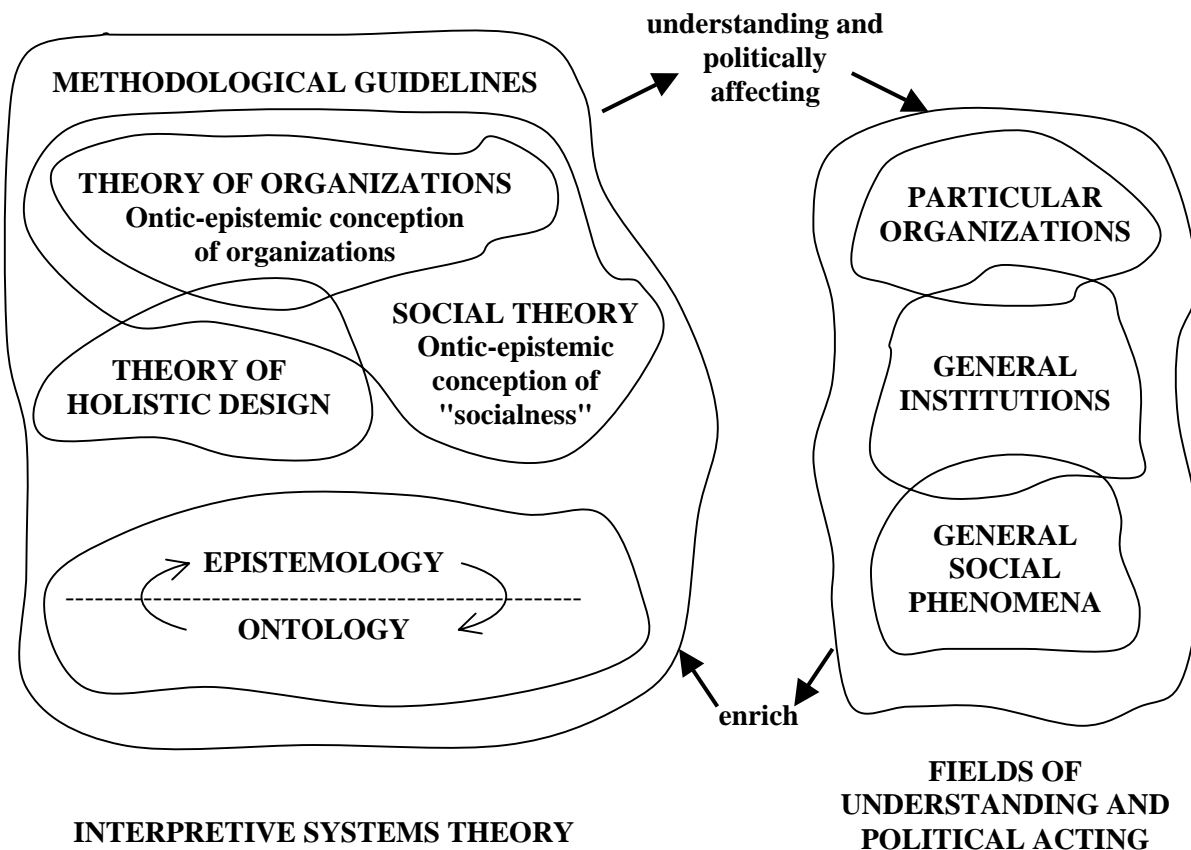 understanding and
politically
affecting
METHODOLOGICAL GUIDELINES
THEORY OF ORGANIZATIONS
Ontic-epistemic conception
of organizations
SOCIAL THEORY
Ontic-epistemic
conception of
"socialness"
THEORY OF
HOLISTIC DESIGN
EPISTEMOLOGY
ONTOLOGY
PARTICULAR
ORGANIZATIONS
GENERAL
INSTITUTIONS
GENERAL
SOCIAL
PHENOMENA
enrich
INTERPRETIVE SYSTEMS THEORY
FIELDS OF
UNDERSTANDING AND
POLITICAL ACTING